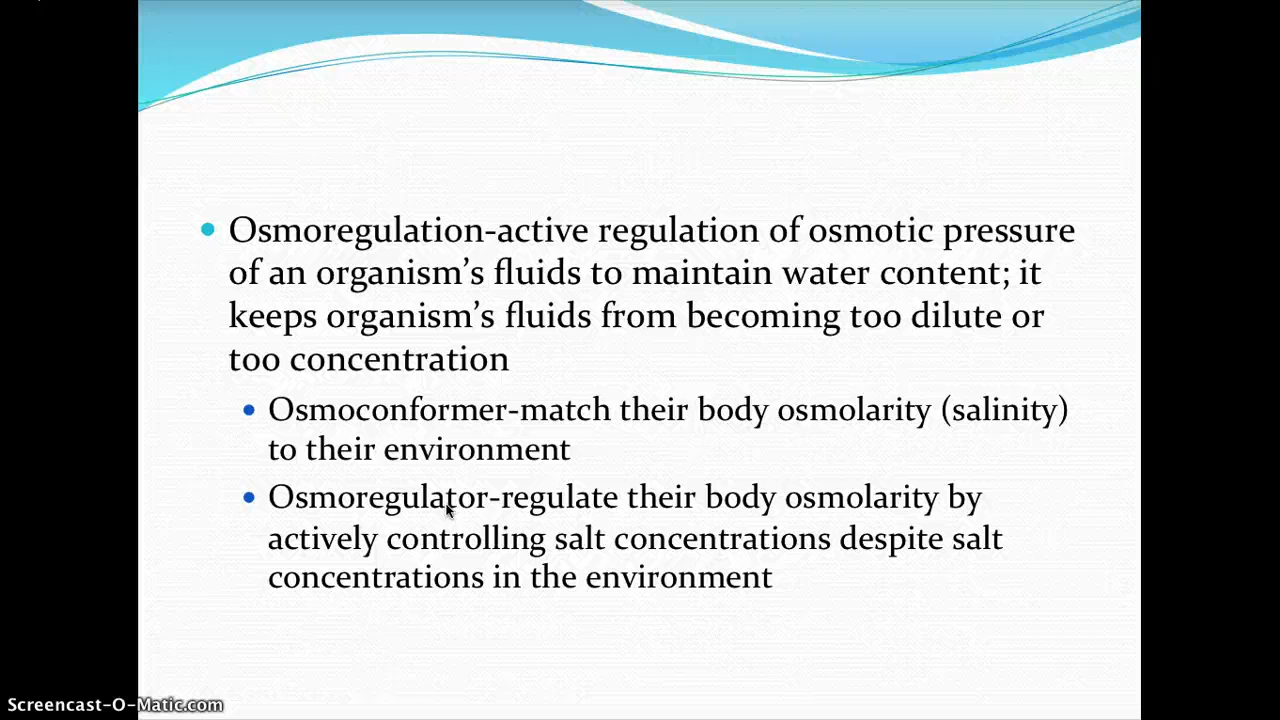 • Osmoregulation-active regulation of osmotic pressure
of an organism’s fluids to maintain water content; it
keeps organism’s fluids from becoming too dilute or
too concentration
• Osmoconformer-match their body osmolarity (salinity)
to their environment
• Osmoregulator-regulate their body osmolarity by
actively controlling salt concentrations despite salt
concentrations in the environment
Screencast-O-Matic.com